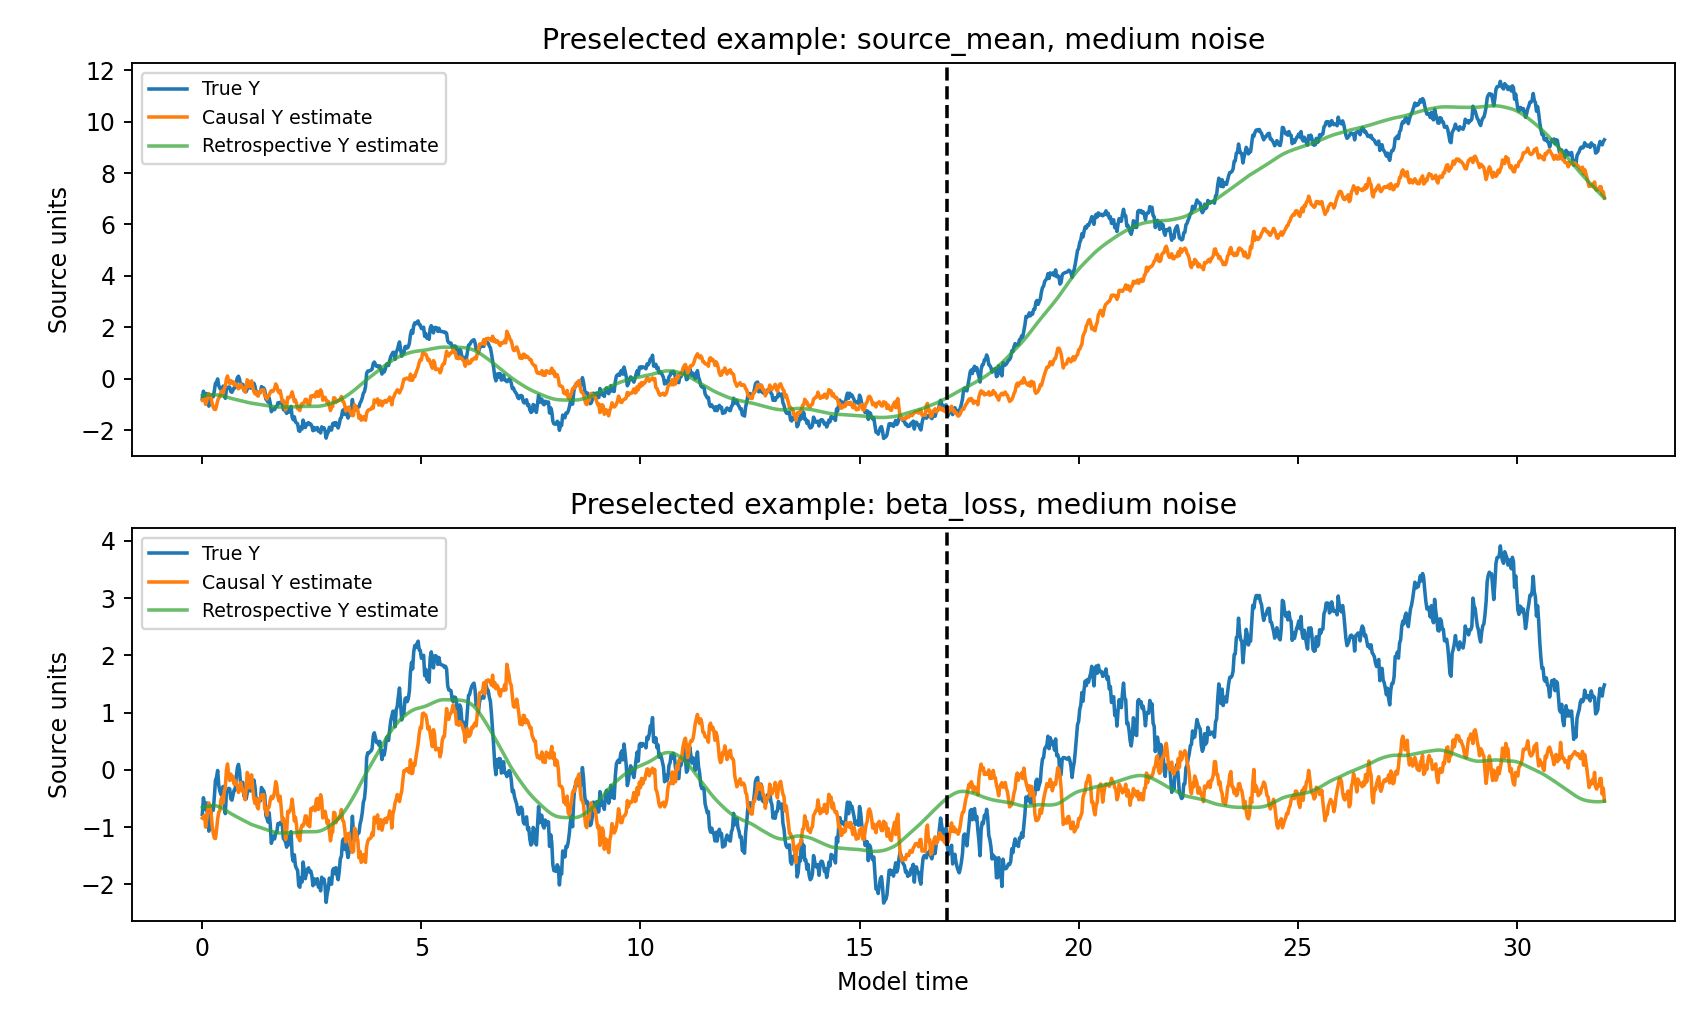 Preselected example: source_mean, medium noise
12
10
8
6
4
2
0
−2
Source units
True Y
Causal Y estimate
Retrospective Y estimate
Preselected example: beta_loss, medium noise
4
3
2
1
0
−1
−2
Source units
True Y
Causal Y estimate
Retrospective Y estimate
0 5 10 15 20 25 30
Model time